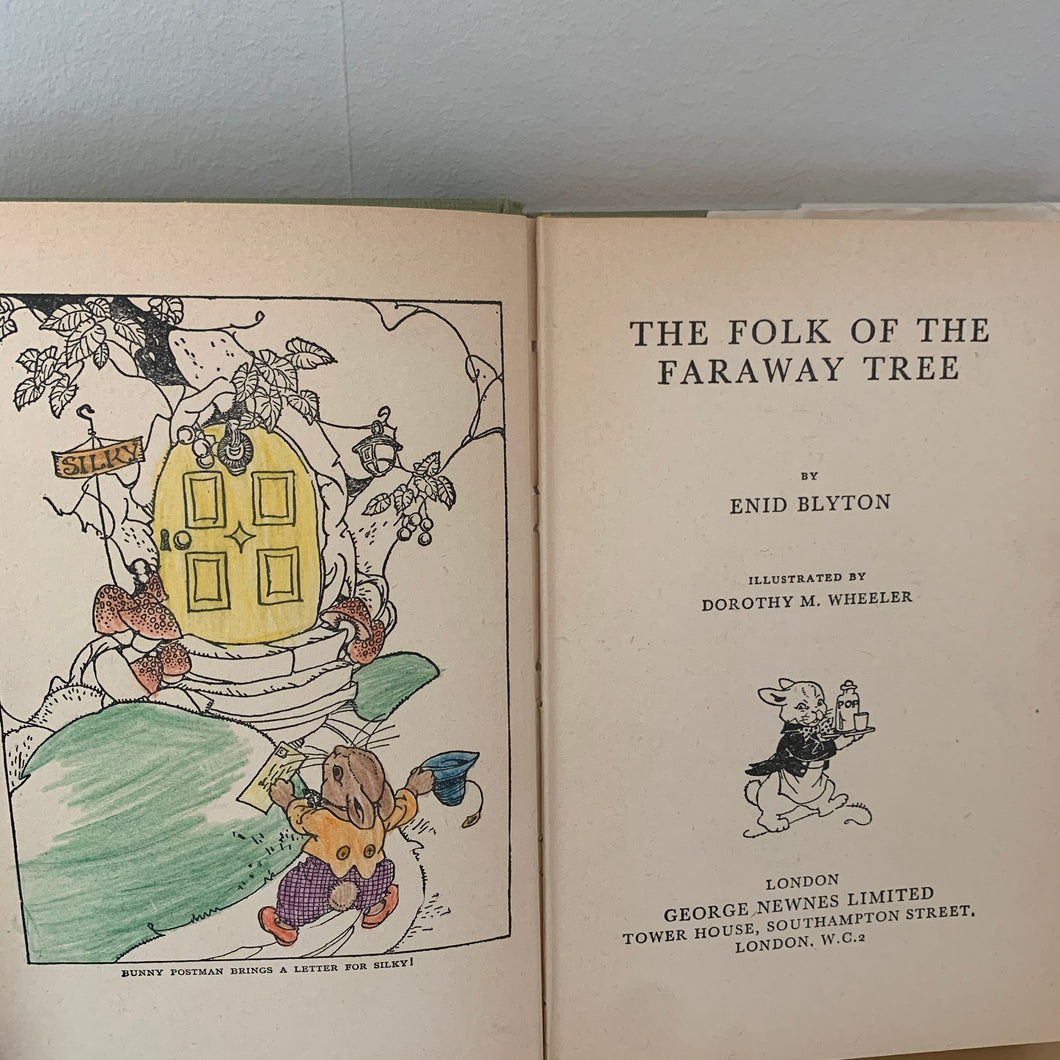 SILKY
BUNNY POSTMAN BRINGS A LETTER FOR SILKY!
THE FOLK OF THE
FARAWAY TREE
BY
ENID BLYTON
ILLUSTRATED BY
DOROTHY M. WHEELER
POP
LONDON
GEORGE NEWNES LIMITED
TOWER HOUSE, SOUTHAMPTON STREET,
LONDON, W.C.2